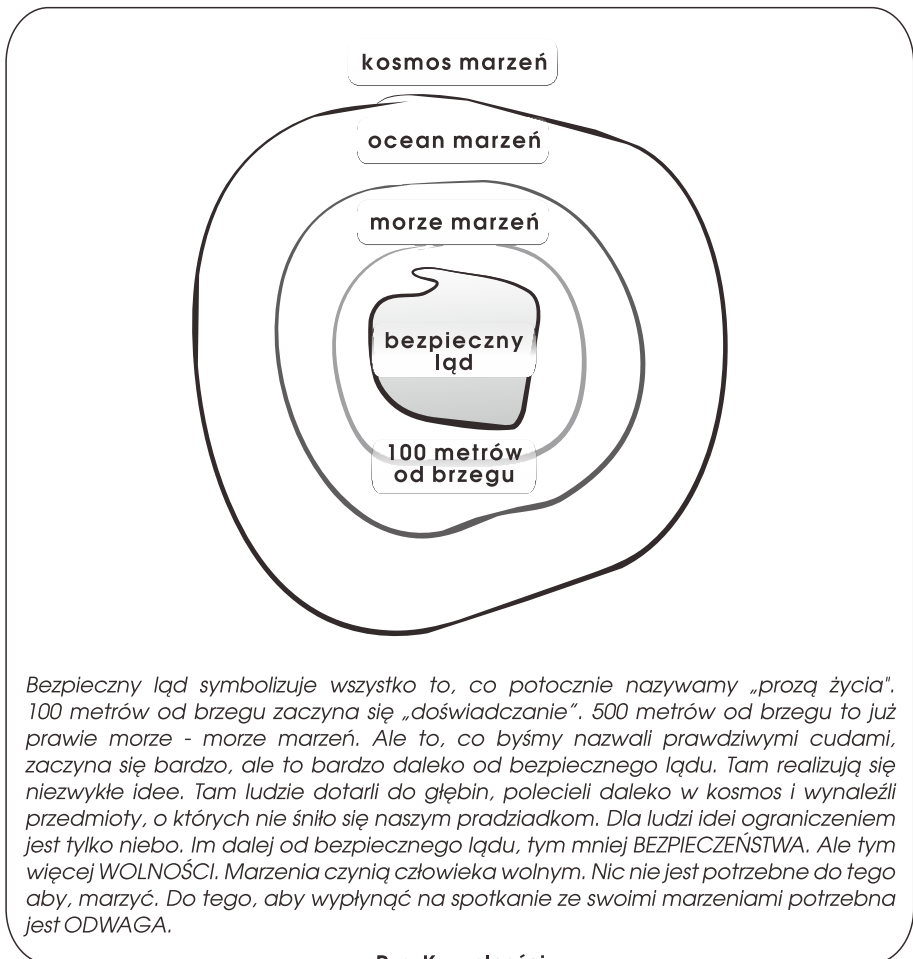 kosmos marzeń
ocean marzeń
morze marzeń
bezpieczny
ląd
100 metrów
od brzegu
Bezpieczny ląd symbolizuje wszystko to, co potocznie nazywamy „prozą życia".
100 metrów od brzegu zaczyna się „doświadczanie”. 500 metrów od brzegu to już
prawie morze - morze marzeń. Ale to, co byśmy nazwali prawdziwymi cudami,
zaczyna się bardzo, ale to bardzo daleko od bezpiecznego lądu. Tam realizują się
niezwykłe idee. Tam ludzie dotarli do głębin, polecieli daleko w kosmos i wynaleźli
przedmioty, o których nie śniło się naszym pradziadkom. Dla ludzi idei ograniczeniem
jest tylko niebo. Im dalej od bezpiecznego lądu, tym mniej BEZPIECZEŃSTWA. Ale tym
więcej WOLNOŚCI. Marzenia czynią człowieka wolnym. Nic nie jest potrzebne do tego
aby, marzyć. Do tego, aby wypłynąć na spotkanie ze swoimi marzeniami potrzebna
jest ODWAGA.